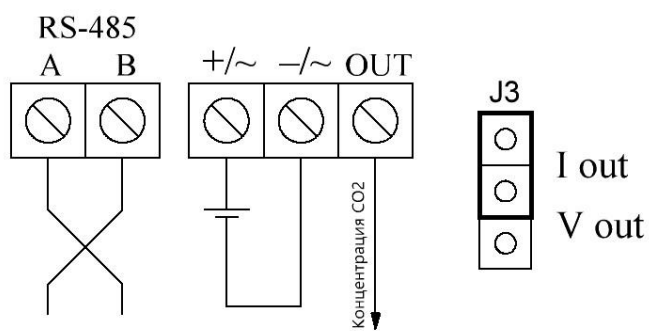 RS-485
A B
+/~ –/~ OUT
Концентрация CO2
J3
I out
V out